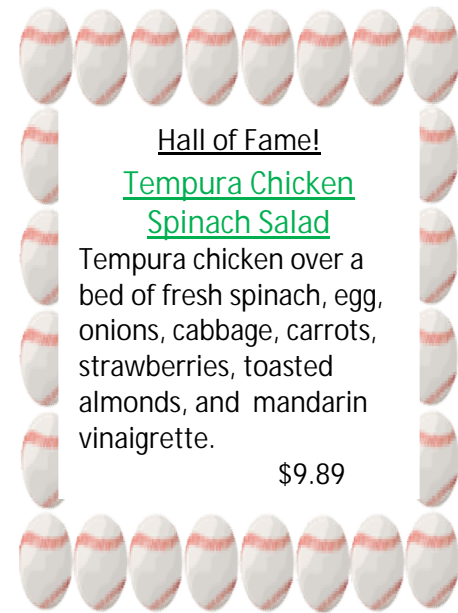 Hall of Fame!
Tempura Chicken
Spinach Salad
Tempura chicken over a
bed of fresh spinach, egg,
onions, cabbage, carrots,
strawberries, toasted
almonds, and mandarin
vinaigrette.
$9.89